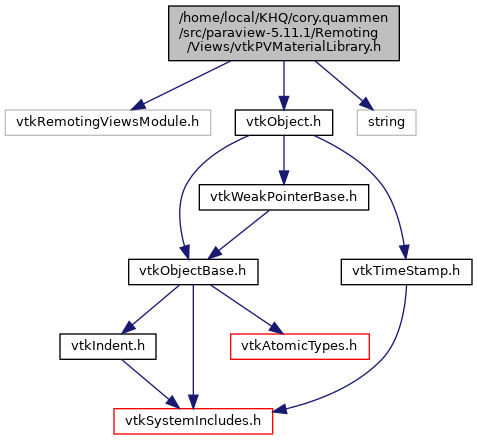 /home/local/KHQ/cory.quammen
/src/paraview-5.11.1/Remoting
/Views/vtkPVMaterialLibrary.h
vtkRemotingViewsModule.h
vtkObject.h
string
vtkWeakPointerBase.h
vtkObjectBase.h
vtkTimeStamp.h
vtkIndent.h
vtkAtomicTypes.h
vtkSystemIncludes.h